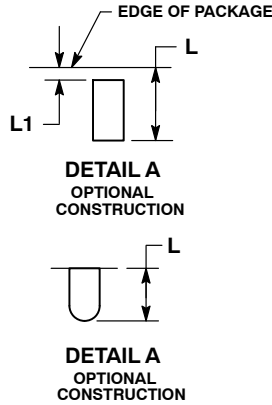 EDGE OF PACKAGE
L
L1
DETAIL A
OPTIONAL
CONSTRUCTION
L
DETAIL A
OPTIONAL
CONSTRUCTION